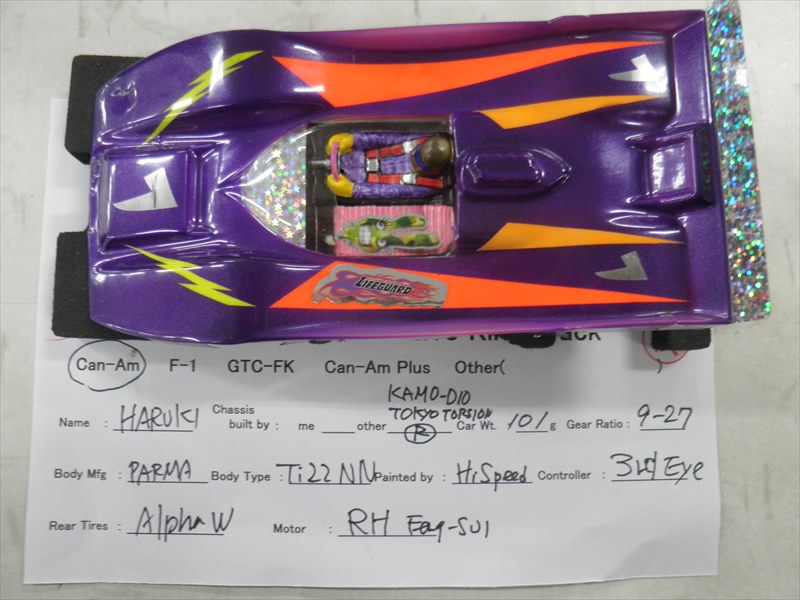 LIFEGUARD
Can-Am F-1 GTC-FK Can-Am Plus Other(
KAMO-D10
Name : HARUKI Chassis built by : me other TOKYO TORSION R Car Wt. 101 g Gear Ratio : 9-27
Body Mfg : PARMA Body Type : Ti22 NN Painted by : HiSpeed Controller : 3rd Eye
Rear Tires : Alpha W Motor : RH